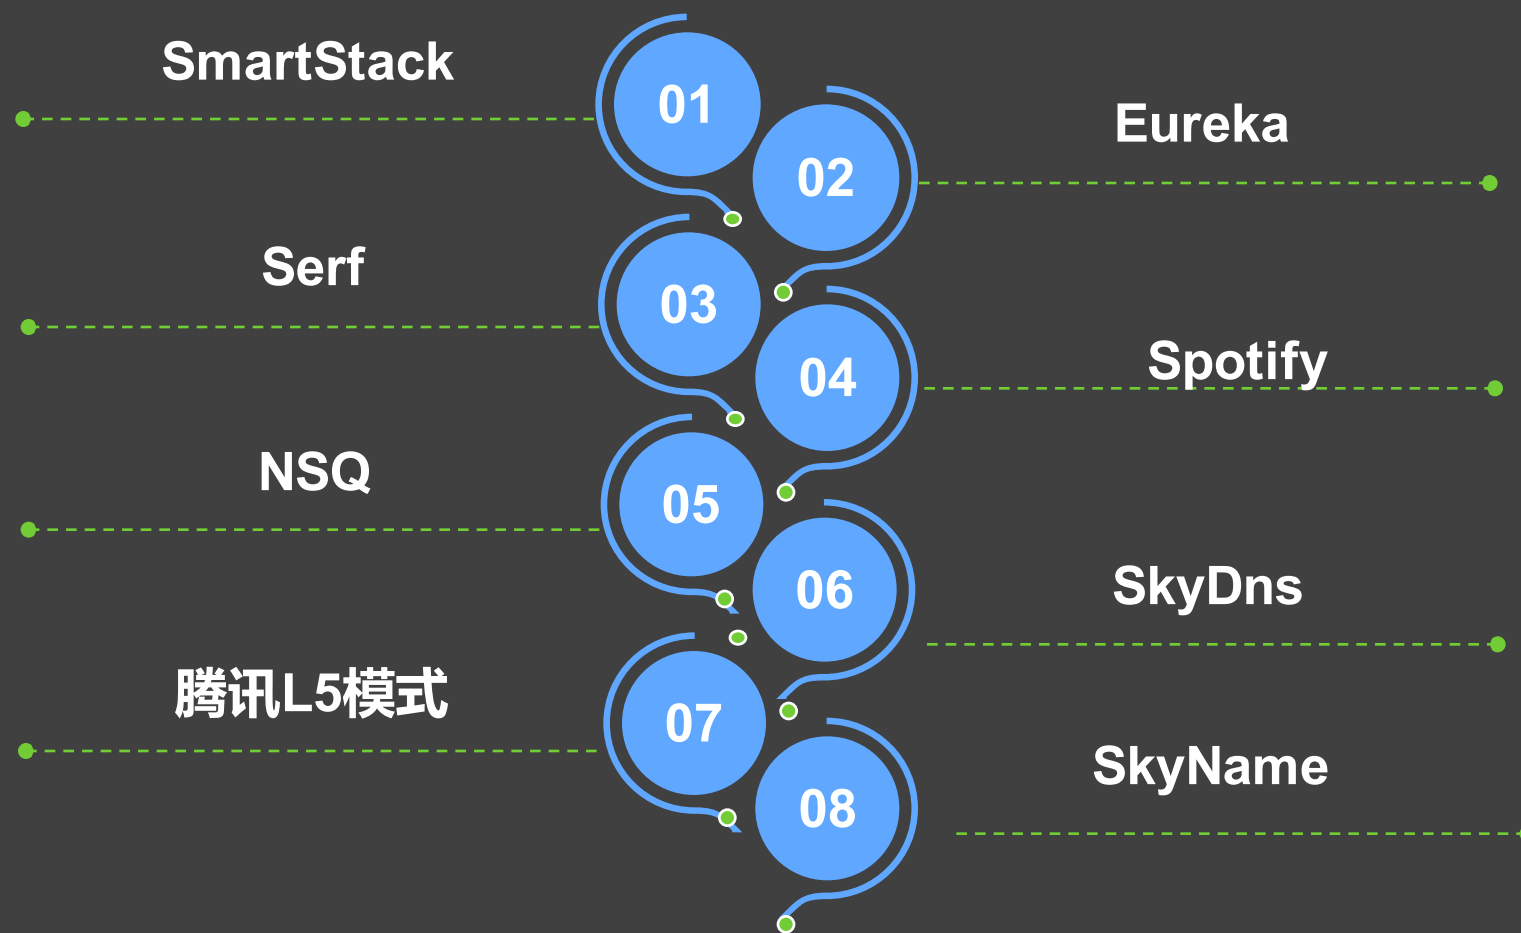 SmartStack
01
02
Eureka
Serf
03
04
Spotify
NSQ
05
06
SkyDns
腾讯L5模式
07
08
SkyName